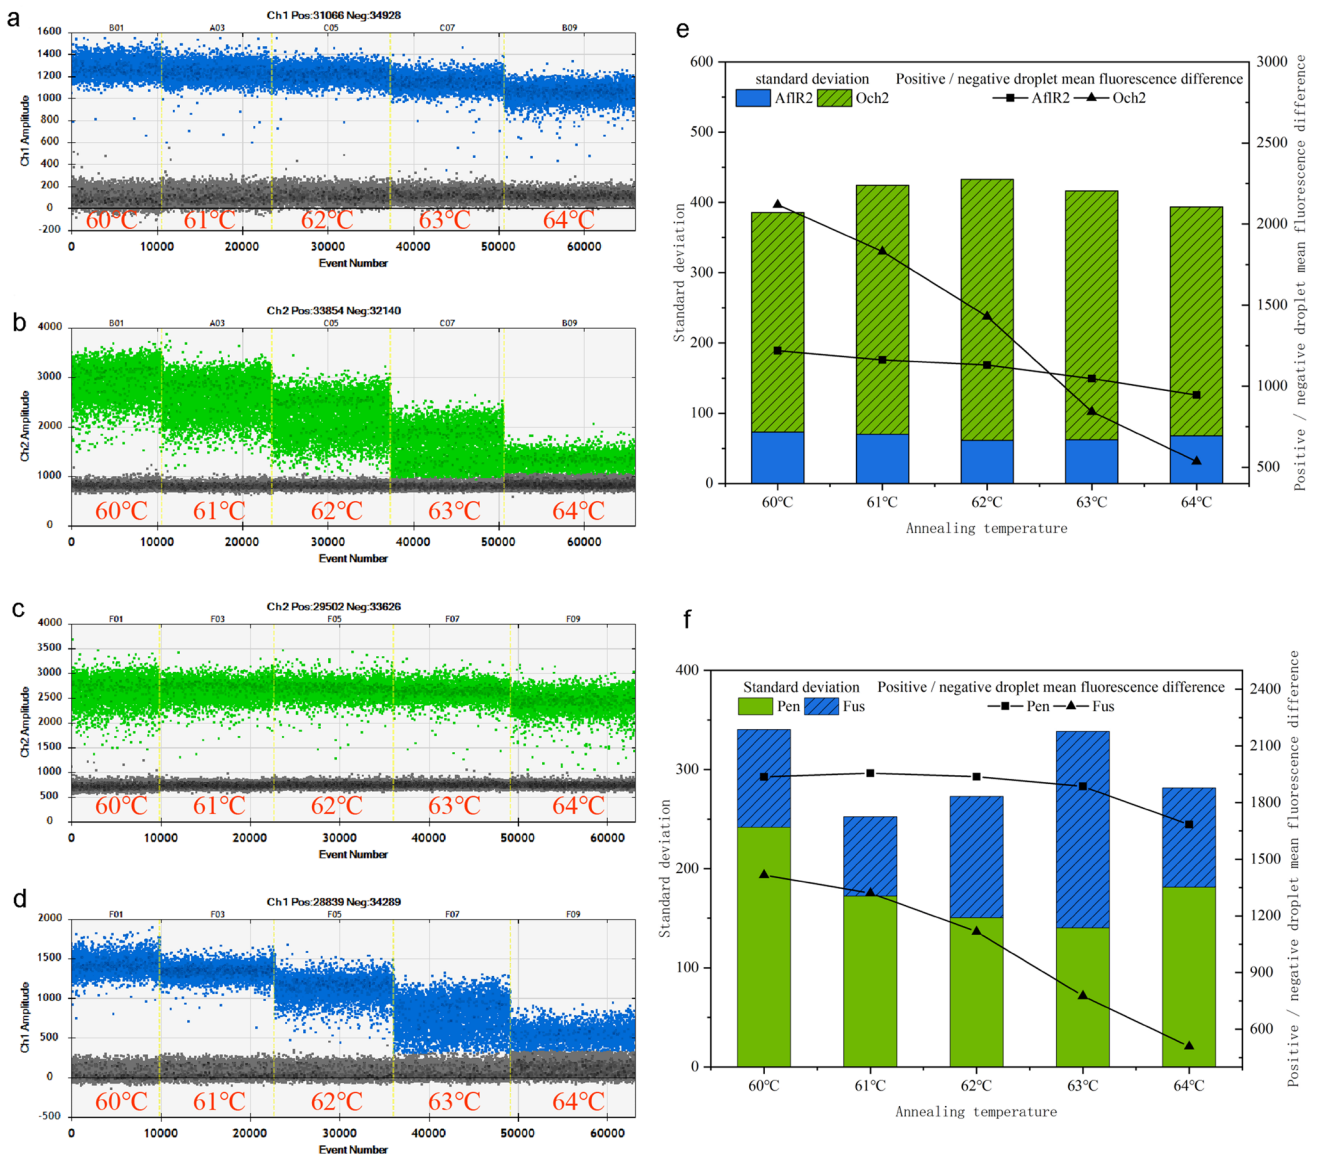 a
Ch1 Pos:31066 Neg:34928
B01 A03 C05 C07 B09
1600
1400
1200
1000
800
600
400
200
0
-200
Ch1 Amplitude
60℃ 61℃ 62℃ 63℃ 64℃
0 10000 20000 30000 40000 50000 60000
Event Number
b
Ch2 Pos:33854 Neg:32140
B01 A03 C05 C07 B09
4000
3000
2000
1000
0
Ch2 Amplitude
60℃ 61℃ 62℃ 63℃ 64℃
0 10000 20000 30000 40000 50000 60000
Event Number
c
Ch2 Pos:29502 Neg:33626
F01 F03 F05 F07 F09
4000
3500
3000
2500
2000
1500
1000
500
0
Ch2 Amplitude
60℃ 61℃ 62℃ 63℃ 64℃
0 10000 20000 30000 40000 50000 60000
Event Number
d
Ch1 Pos:28839 Neg:34289
F01 F03 F05 F07 F09
2000
1500
1000
500
0
-500
Ch1 Amplitude
60℃ 61℃ 62℃ 63℃ 64℃
0 10000 20000 30000 40000 50000 60000
Event Number
e
standard deviation Positive / negative droplet mean fluorescence difference
AflR2 Och2 AflR2 Och2
600
500
400
300
200
100
0
Standard deviation
3000
2500
2000
1500
1000
500
Positive / negative droplet mean fluorescence difference
60℃ 61℃ 62℃ 63℃ 64℃
Annealing temperature
f
Standard deviation Positive / negative droplet mean fluorescence difference
Pen Fus Pen Fus
400
300
200
100
0
Standard deviation
2400
2100
1800
1500
1200
900
600
Positive / negative droplet mean fluorescence difference
60℃ 61℃ 62℃ 63℃ 64℃
Annealing temperature